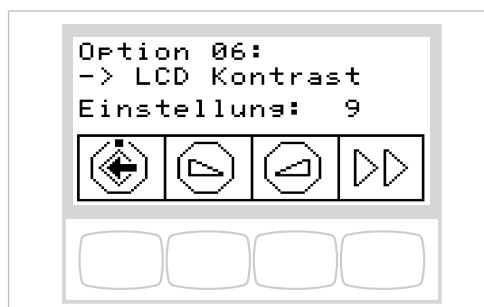 Option 06:
-> LCD Kontrast
Einstellung: 9